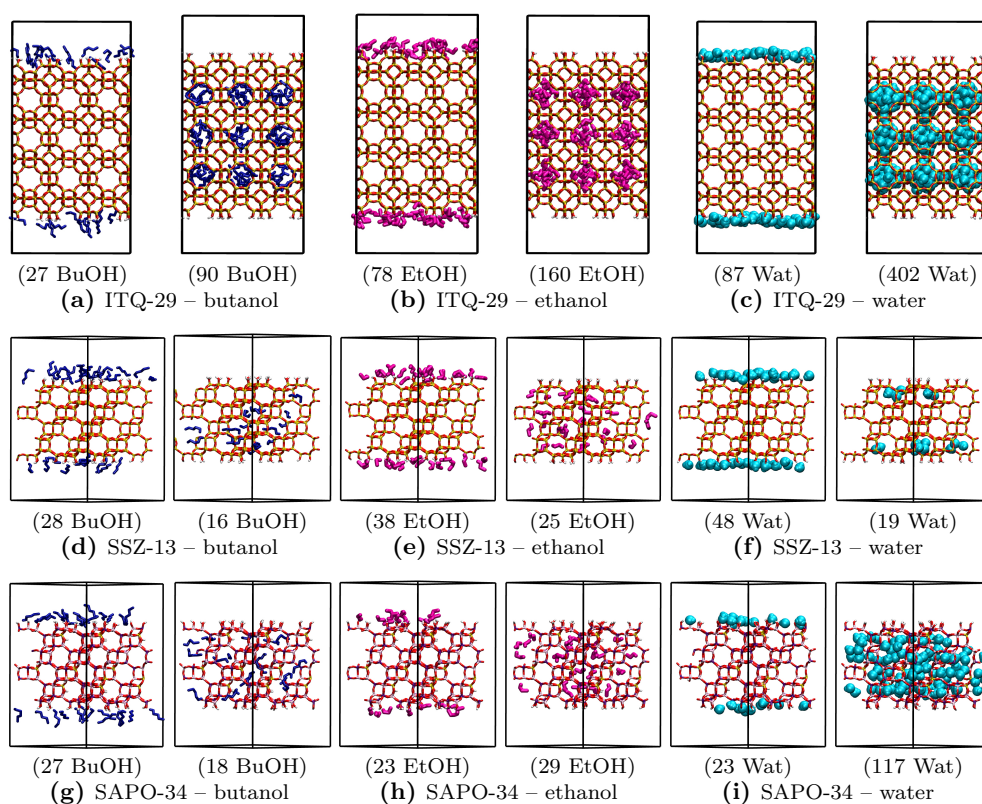 (27 BuOH) (90 BuOH) (78 EtOH) (160 EtOH) (87 Wat) (402 Wat)
(a) ITQ-29 – butanol (b) ITQ-29 – ethanol (c) ITQ-29 – water
(28 BuOH) (16 BuOH) (38 EtOH) (25 EtOH) (48 Wat) (19 Wat)
(d) SSZ-13 – butanol (e) SSZ-13 – ethanol (f) SSZ-13 – water
(27 BuOH) (18 BuOH) (23 EtOH) (29 EtOH) (23 Wat) (117 Wat)
(g) SAPO-34 – butanol (h) SAPO-34 – ethanol (i) SAPO-34 – water